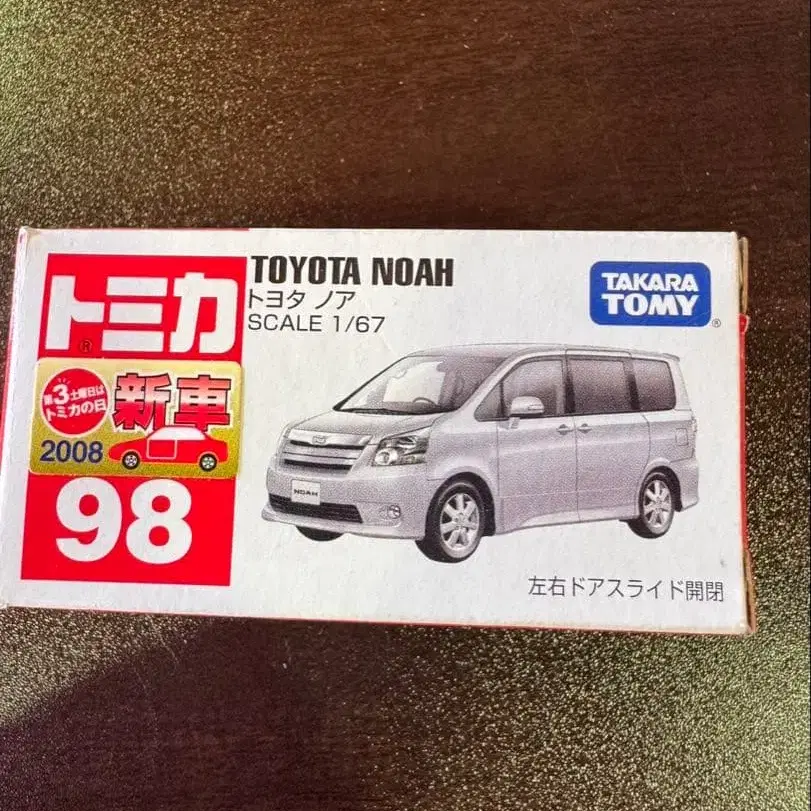 トミカ®
TOYOTA NOAH
トヨタ ノア
SCALE 1/67
TAKARA
TOMY®
第3土曜日は
トミカの日
新車
2008
98
NOAH
左右ドアスライド開閉